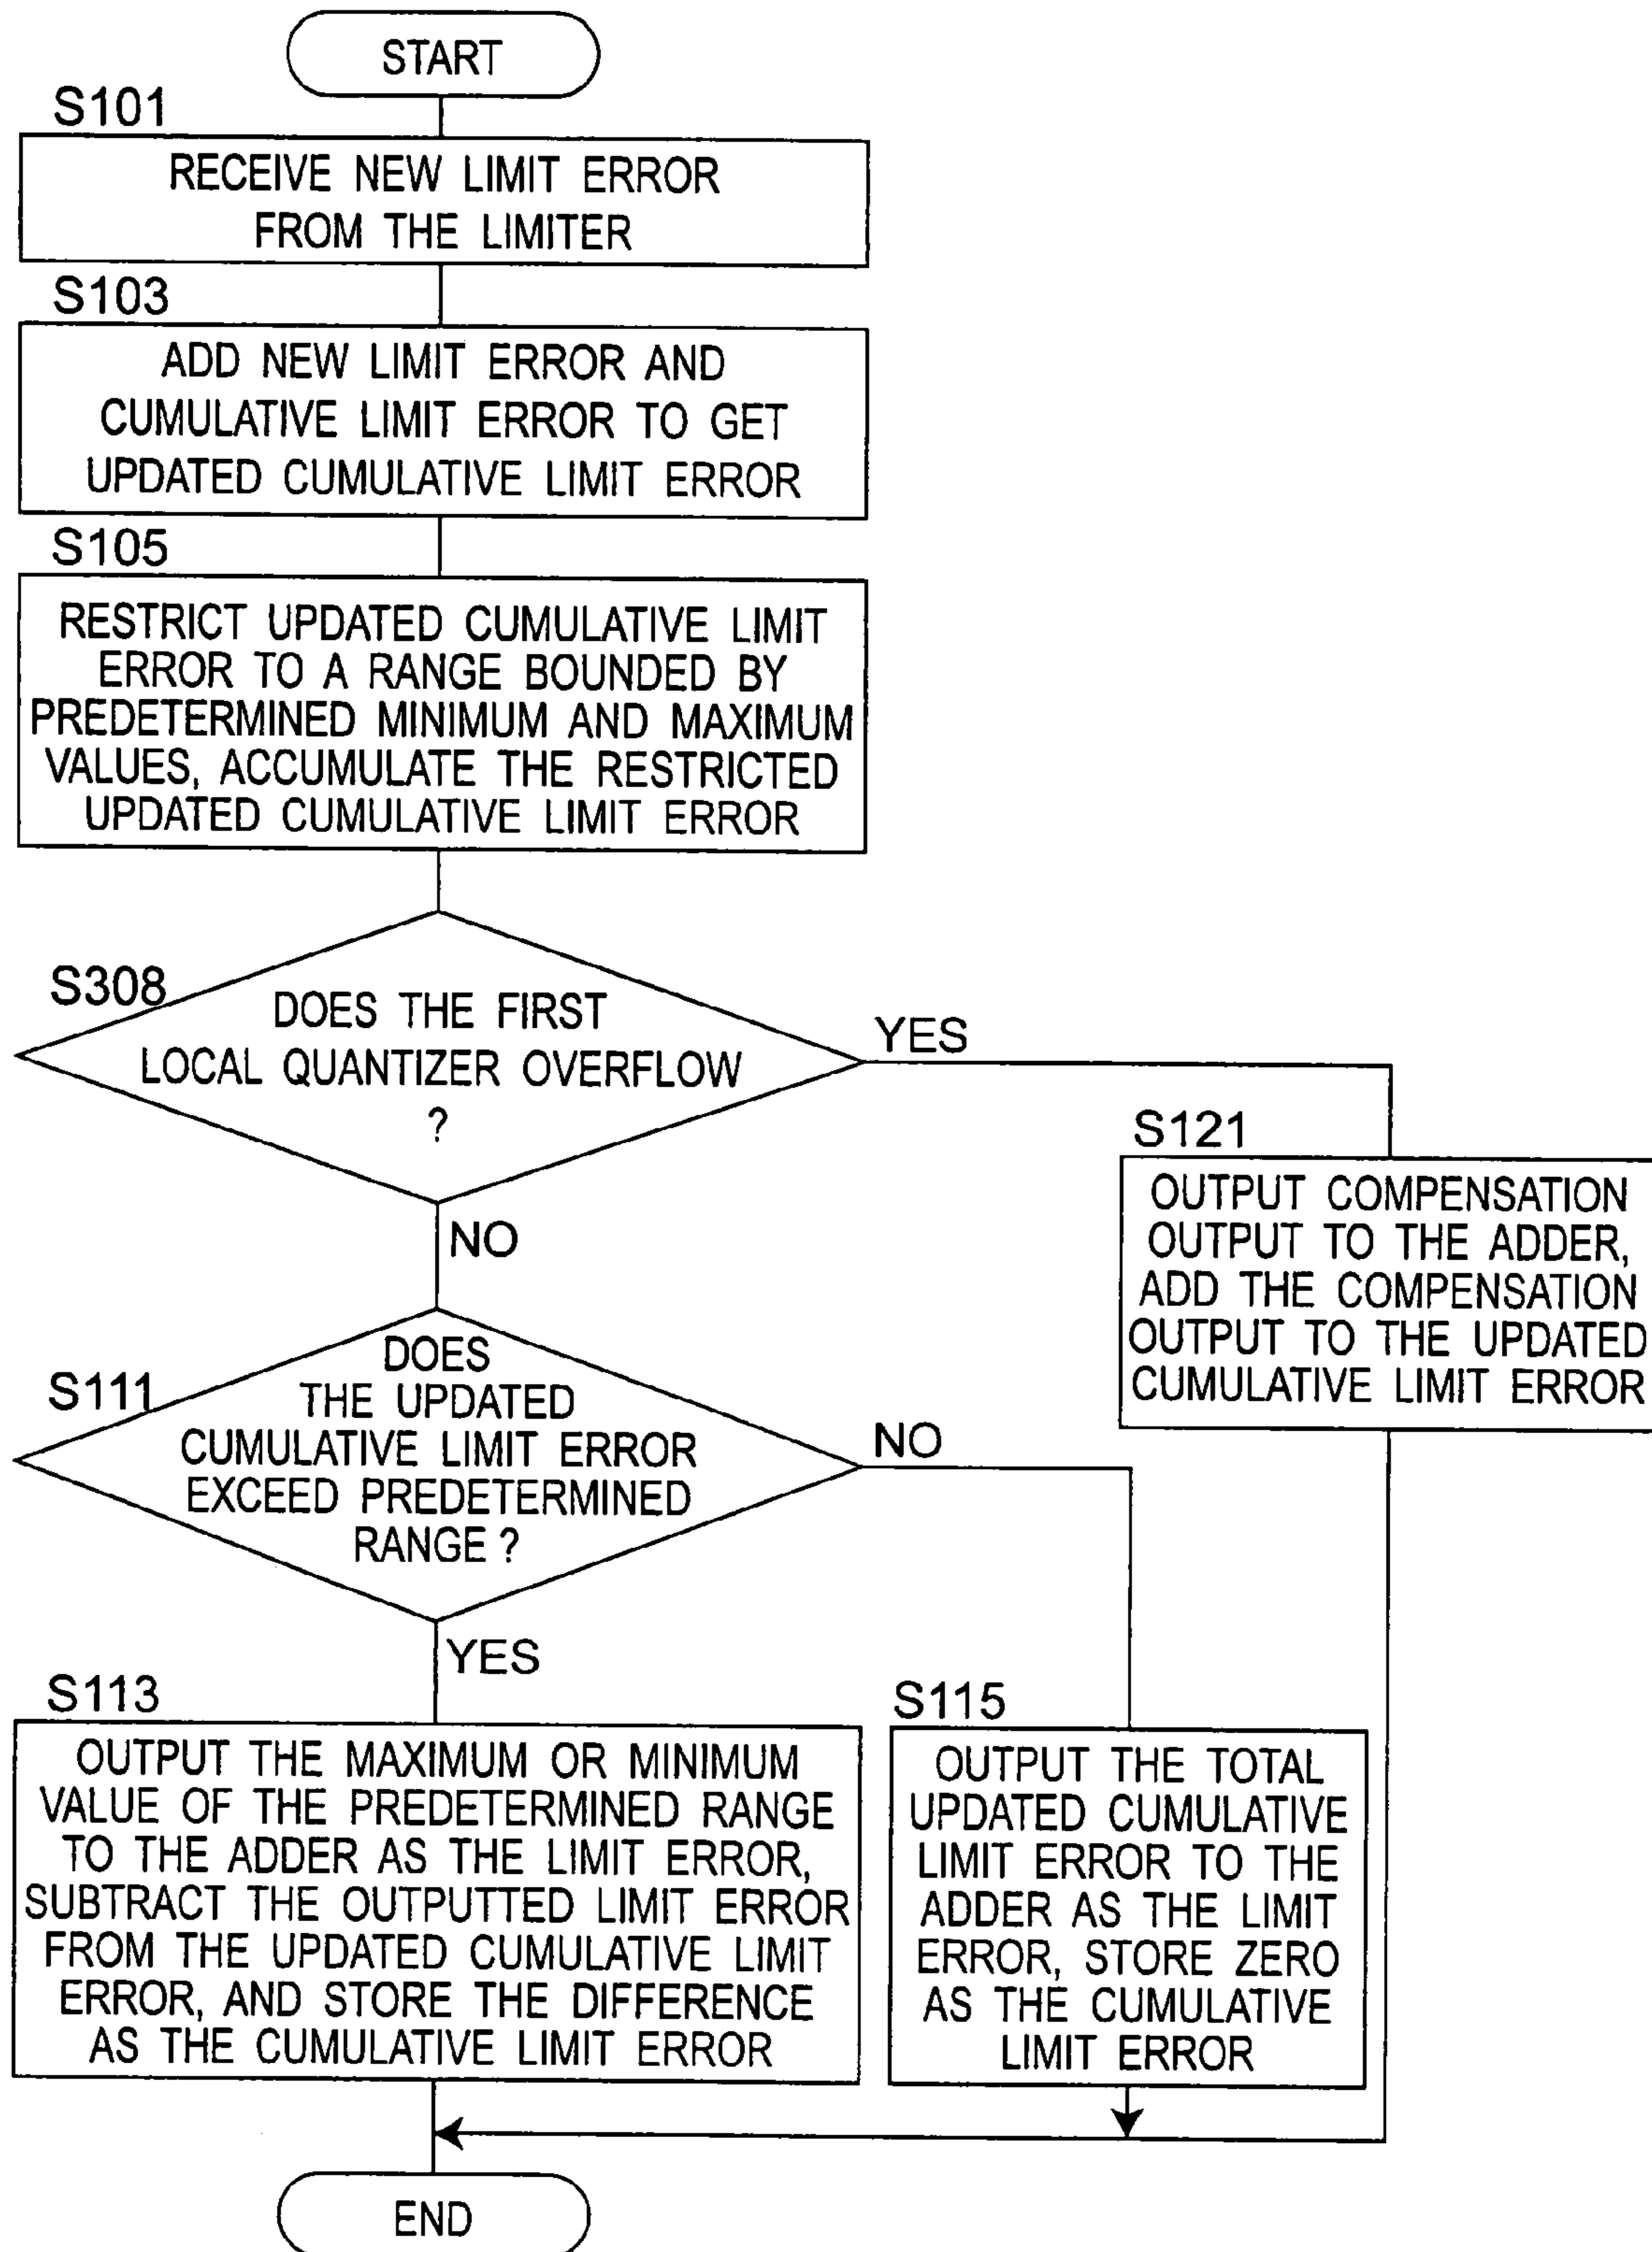 START
S101
RECEIVE NEW LIMIT ERROR
FROM THE LIMITER
S103
ADD NEW LIMIT ERROR AND
CUMULATIVE LIMIT ERROR TO GET
UPDATED CUMULATIVE LIMIT ERROR
S105
RESTRICT UPDATED CUMULATIVE LIMIT
ERROR TO A RANGE BOUNDED BY
PREDETERMINED MINIMUM AND MAXIMUM
VALUES, ACCUMULATE THE RESTRICTED
UPDATED CUMULATIVE LIMIT ERROR
S308
DOES THE FIRST
LOCAL QUANTIZER OVERFLOW
?
YES
NO
S121
OUTPUT COMPENSATION
OUTPUT TO THE ADDER,
ADD THE COMPENSATION
OUTPUT TO THE UPDATED
CUMULATIVE LIMIT ERROR
S111
DOES
THE UPDATED
CUMULATIVE LIMIT ERROR
EXCEED PREDETERMINED
RANGE ?
NO
YES
S113
OUTPUT THE MAXIMUM OR MINIMUM
VALUE OF THE PREDETERMINED RANGE
TO THE ADDER AS THE LIMIT ERROR,
SUBTRACT THE OUTPUTTED LIMIT ERROR
FROM THE UPDATED CUMULATIVE LIMIT
ERROR, AND STORE THE DIFFERENCE
AS THE CUMULATIVE LIMIT ERROR
S115
OUTPUT THE TOTAL
UPDATED CUMULATIVE
LIMIT ERROR TO THE
ADDER AS THE LIMIT
ERROR, STORE ZERO
AS THE CUMULATIVE
LIMIT ERROR
END